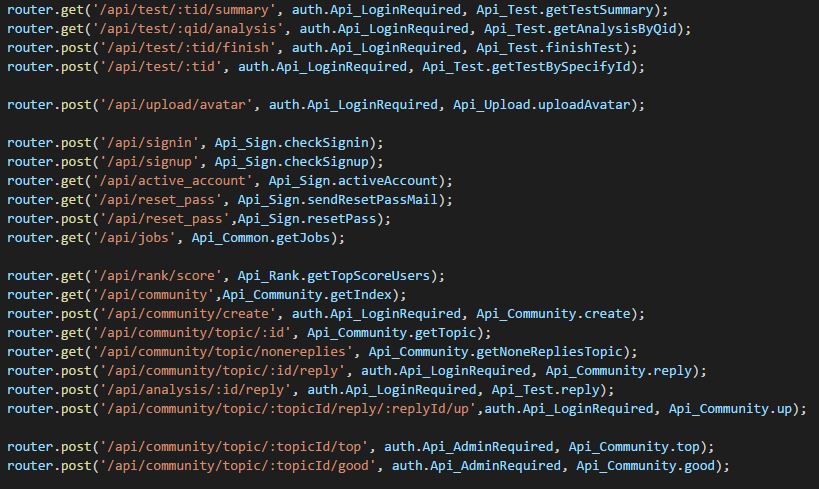 router.get('/api/test/:tid/summary', auth.Api_LoginRequired, Api_Test.getTestSummary);
router.get('/api/test/:qid/analysis', auth.Api_LoginRequired, Api_Test.getAnalysisByQid);
router.post('/api/test/:tid/finish', auth.Api_LoginRequired, Api_Test.finishTest);
router.post('/api/test/:tid', auth.Api_LoginRequired, Api_Test.getTestBySpecifyId);
router.post('/api/upload/avatar', auth.Api_LoginRequired, Api_Upload.uploadAvatar);
router.post('/api/signin', Api_Sign.checkSignin);
router.post('/api/signup', Api_Sign.checkSignup);
router.get('/api/active_account', Api_Sign.activeAccount);
router.get('/api/reset_pass', Api_Sign.sendResetPassMail);
router.post('/api/reset_pass',Api_Sign.resetPass);
router.get('/api/jobs', Api_Common.getJobs);
router.get('/api/rank/score', Api_Rank.getTopScoreUsers);
router.get('/api/community',Api_Community.getIndex);
router.post('/api/community/create', auth.Api_LoginRequired, Api_Community.create);
router.get('/api/community/topic/:id', Api_Community.getTopic);
router.get('/api/community/topic/nonereplies', Api_Community.getNoneRepliesTopic);
router.post('/api/community/topic/:id/reply', auth.Api_LoginRequired, Api_Community.reply);
router.post('/api/analysis/:id/reply', auth.Api_LoginRequired, Api_Test.reply);
router.post('/api/community/topic/:topicId/reply/:replyId/up',auth.Api_LoginRequired, Api_Community.up);
router.post('/api/community/topic/:topicId/top', auth.Api_AdminRequired, Api_Community.top);
router.post('/api/community/topic/:topicId/good', auth.Api_AdminRequired, Api_Community.good);